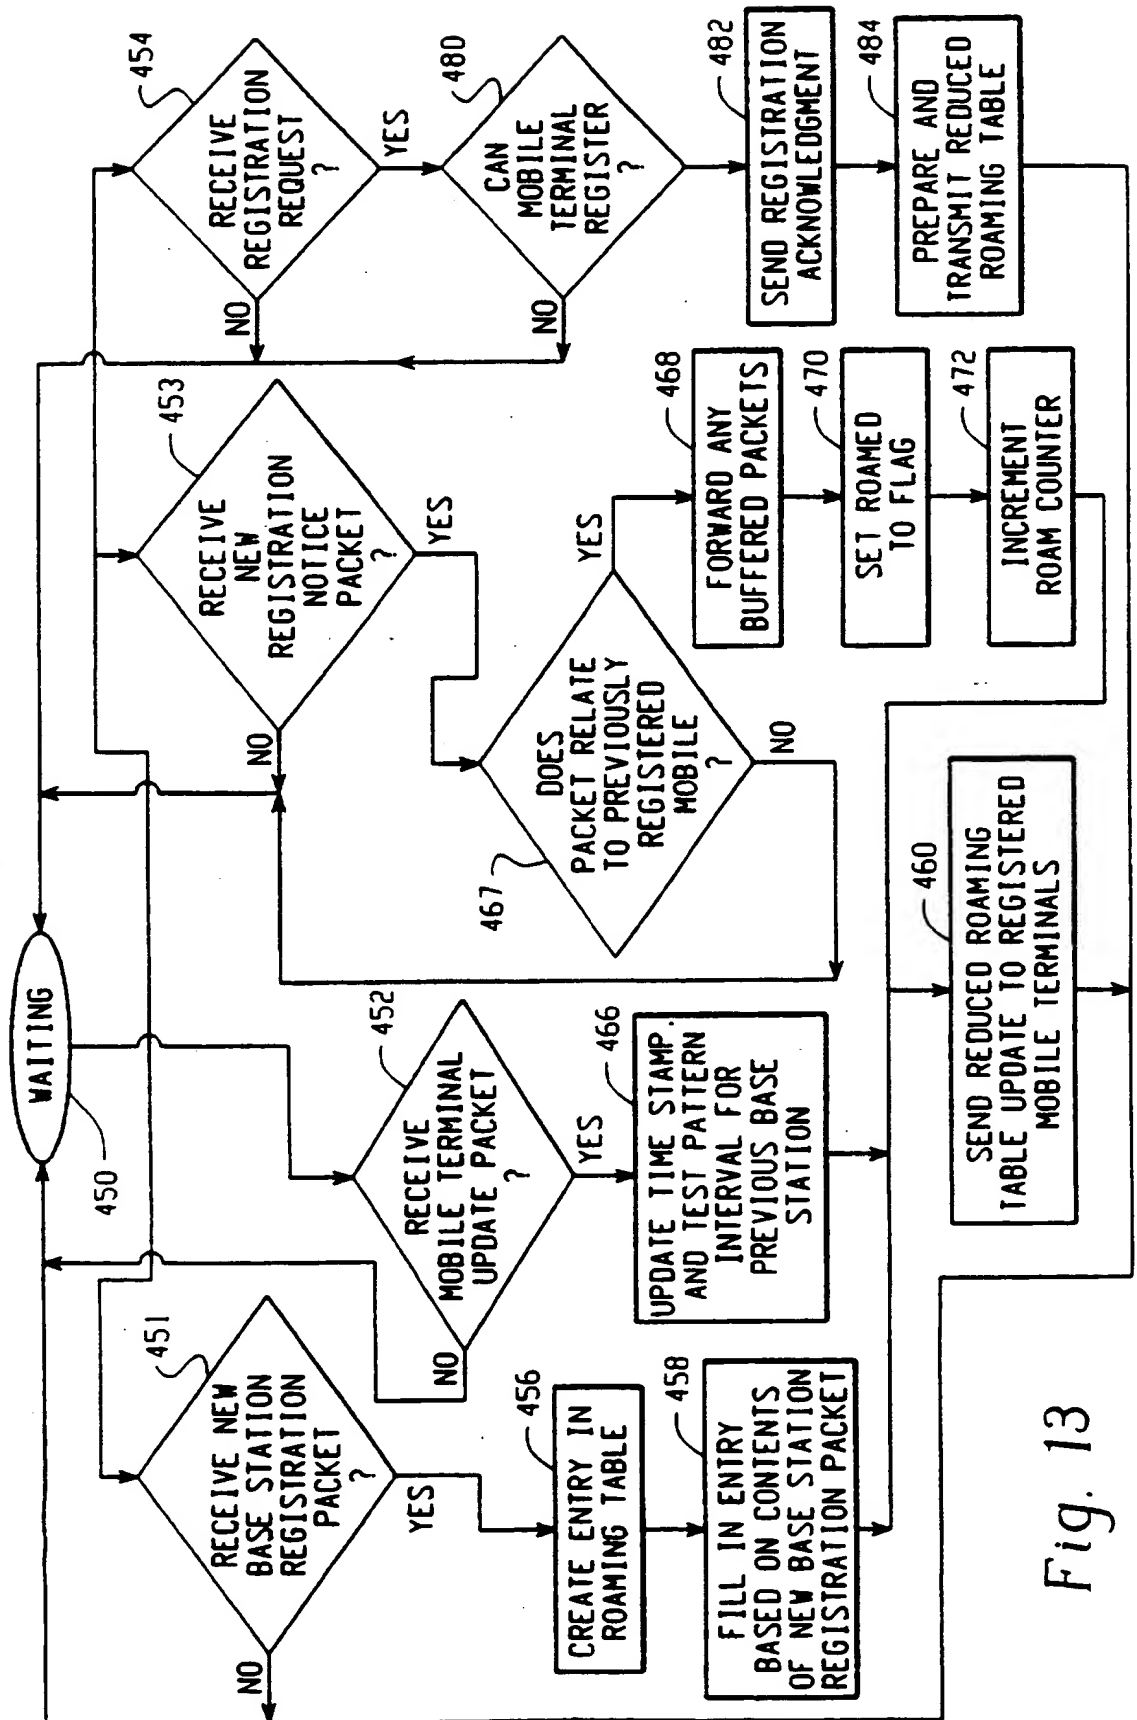 WAITING
450
RECEIVE NEW
BASE STATION
REGISTRATION
PACKET
?
451
NO
YES
CREATE ENTRY IN
ROAMING TABLE
456
FILL IN ENTRY
BASED ON CONTENTS
OF NEW BASE STATION
REGISTRATION PACKET
458
RECEIVE
MOBILE TERMINAL
UPDATE PACKET
?
452
NO
YES
UPDATE TIME STAMP.
AND TEST PATTERN
INTERVAL FOR
PREVIOUS BASE
STATION
466
RECEIVE
NEW
REGISTRATION
NOTICE
PACKET
?
453
NO
YES
DOES
PACKET RELATE
TO PREVIOUSLY
REGISTERED
MOBILE
?
467
NO
YES
FORWARD ANY
BUFFERED PACKETS
468
SET ROAMED
TO FLAG
470
INCREMENT
ROAM COUNTER
472
RECEIVE
REGISTRATION
REQUEST
?
454
NO
YES
CAN
MOBILE
TERMINAL
REGISTER
?
480
NO
SEND REGISTRATION
ACKNOWLEDGMENT
482
PREPARE AND
TRANSMIT REDUCED
ROAMING TABLE
484
SEND REDUCED ROAMING
TABLE UPDATE TO REGISTERED
MOBILE TERMINALS
460
Fig. 13